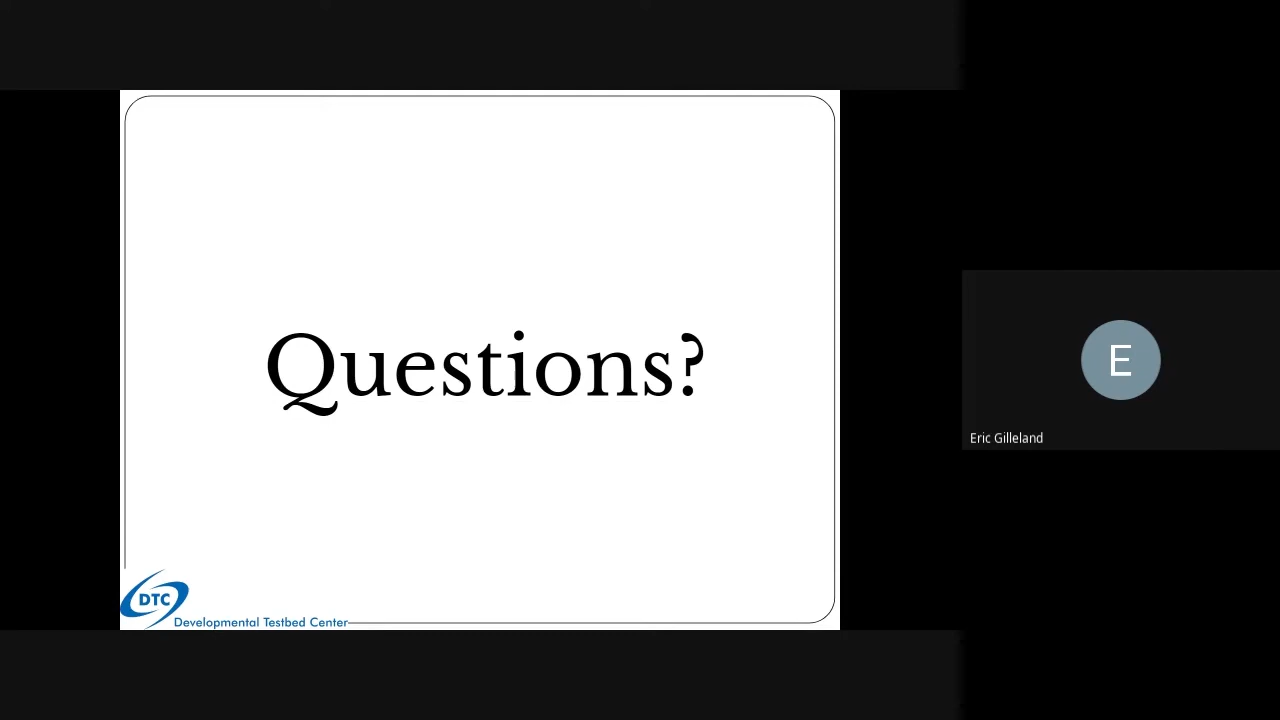 Questions?
E
Eric Gilleland
DTC
Developmental Testbed Center